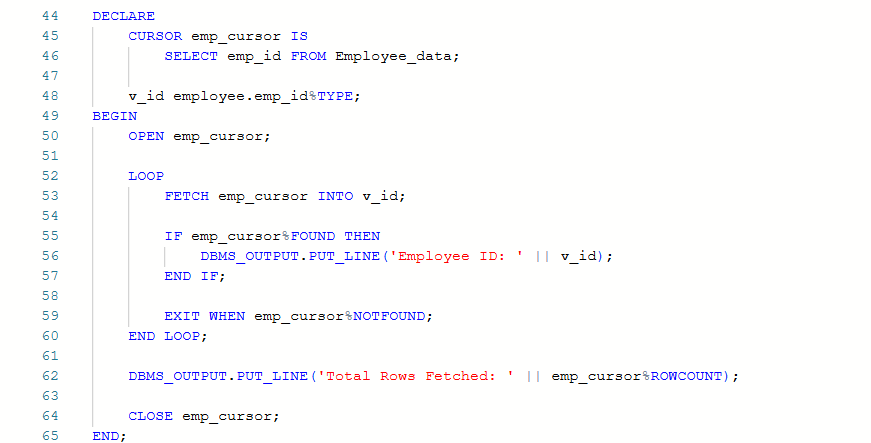 44 DECLARE
45 CURSOR emp_cursor IS
46 SELECT emp_id FROM Employee_data;
47
48 v_id employee.emp_id%TYPE;
49 BEGIN
50 OPEN emp_cursor;
51
52 LOOP
53 FETCH emp_cursor INTO v_id;
54
55 IF emp_cursor%FOUND THEN
56 DBMS_OUTPUT.PUT_LINE('Employee ID: ' || v_id);
57 END IF;
58
59 EXIT WHEN emp_cursor%NOTFOUND;
60 END LOOP;
61
62 DBMS_OUTPUT.PUT_LINE('Total Rows Fetched: ' || emp_cursor%ROWCOUNT);
63
64 CLOSE emp_cursor;
65 END;